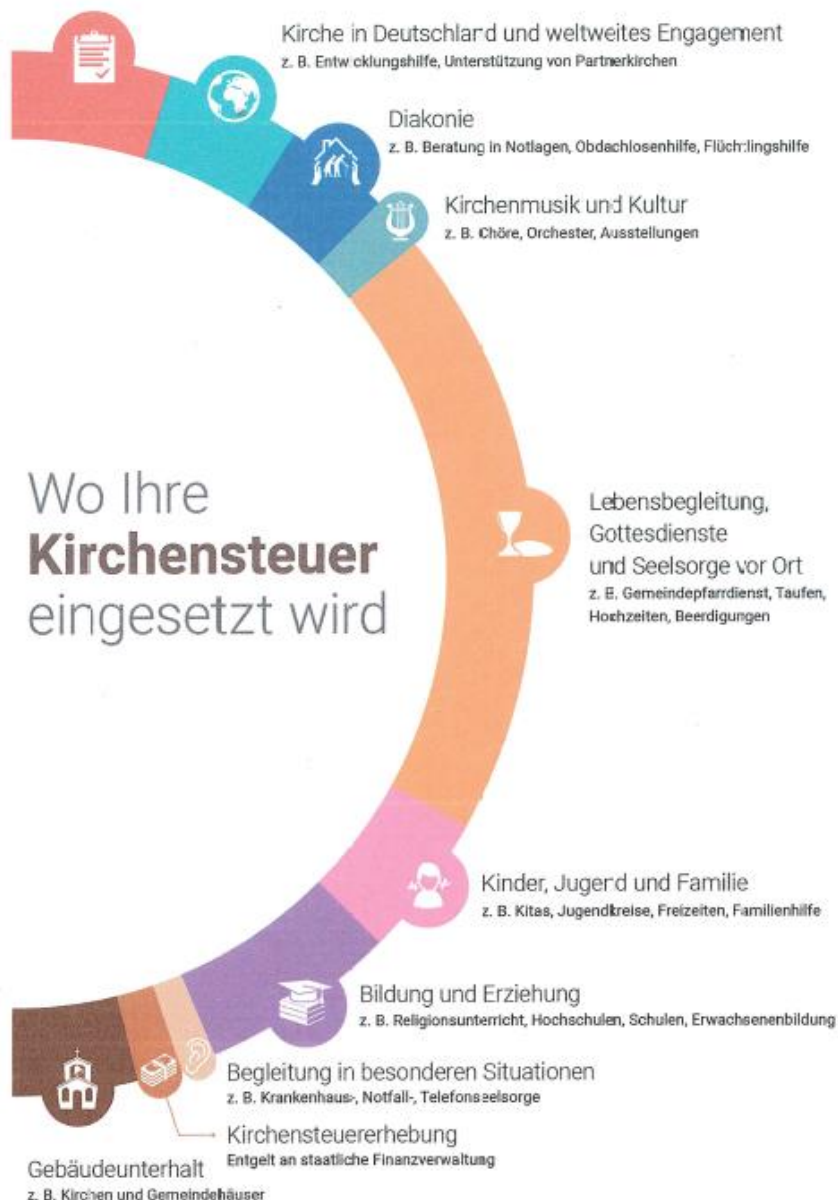 Kirche in Deutschland und weltweites Engagement
z. B. Entwicklungshilfe, Unterstützung von Partnerkirchen
Diakonie
z. B. Beratung in Notlagen, Obdachlosenhilfe, Flüchtlingshilfe
Kirchenmusik und Kultur
z. B. Chöre, Orchester, Ausstellungen
Wo Ihre
Kirchensteuer
eingesetzt wird
Lebensbegleitung,
Gottesdienste
und Seelsorge vor Ort
z. B. Gemeindepfarrdienst, Taufen,
Hochzeiten, Beerdigungen
Kinder, Jugend und Familie
z. B. Kitas, Jugendkreise, Freizeiten, Familienhilfe
Bildung und Erziehung
z. B. Religionsunterricht, Hochschulen, Schulen, Erwachsenenbildung
Begleitung in besonderen Situationen
z. B. Krankenhaus-, Notfall-, Telefonseelsorge
Kirchensteuererhebung
Entgelt an staatliche Finanzverwaltung
Gebäudeunterhalt
z. B. Kirchen und Gemeindehäuser